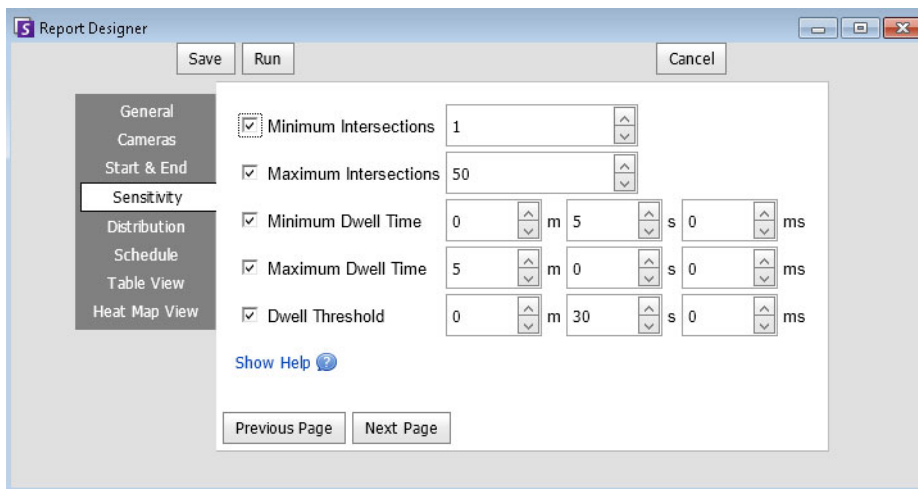 Report Designer
Save Run Cancel
General
Cameras
Start & End
Sensitivity
Distribution
Schedule
Table View
Heat Map View
Minimum Intersections 1
Maximum Intersections 50
Minimum Dwell Time 0 m 5 s 0 ms
Maximum Dwell Time 5 m 0 s 0 ms
Dwell Threshold 0 m 30 s 0 ms
Show Help ?
Previous Page Next Page